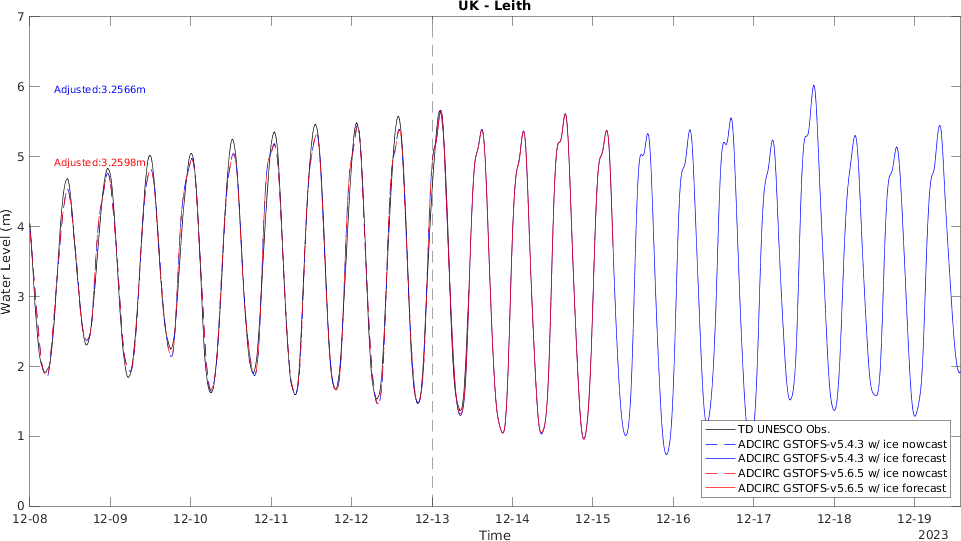 UK - Leith
7
6
5
4
3
2
1
0
Water Level (m)
Adjusted:3.2566m
Adjusted:3.2598m
TD UNESCO Obs.
ADCIRC GSTOFS-v5.4.3 w/ ice nowcast
ADCIRC GSTOFS-v5.4.3 w/ ice forecast
ADCIRC GSTOFS-v5.6.5 w/ ice nowcast
ADCIRC GSTOFS-v5.6.5 w/ ice forecast
12-08 12-09 12-10 12-11 12-12 12-13 12-14 12-15 12-16 12-17 12-18 12-19
Time
2023